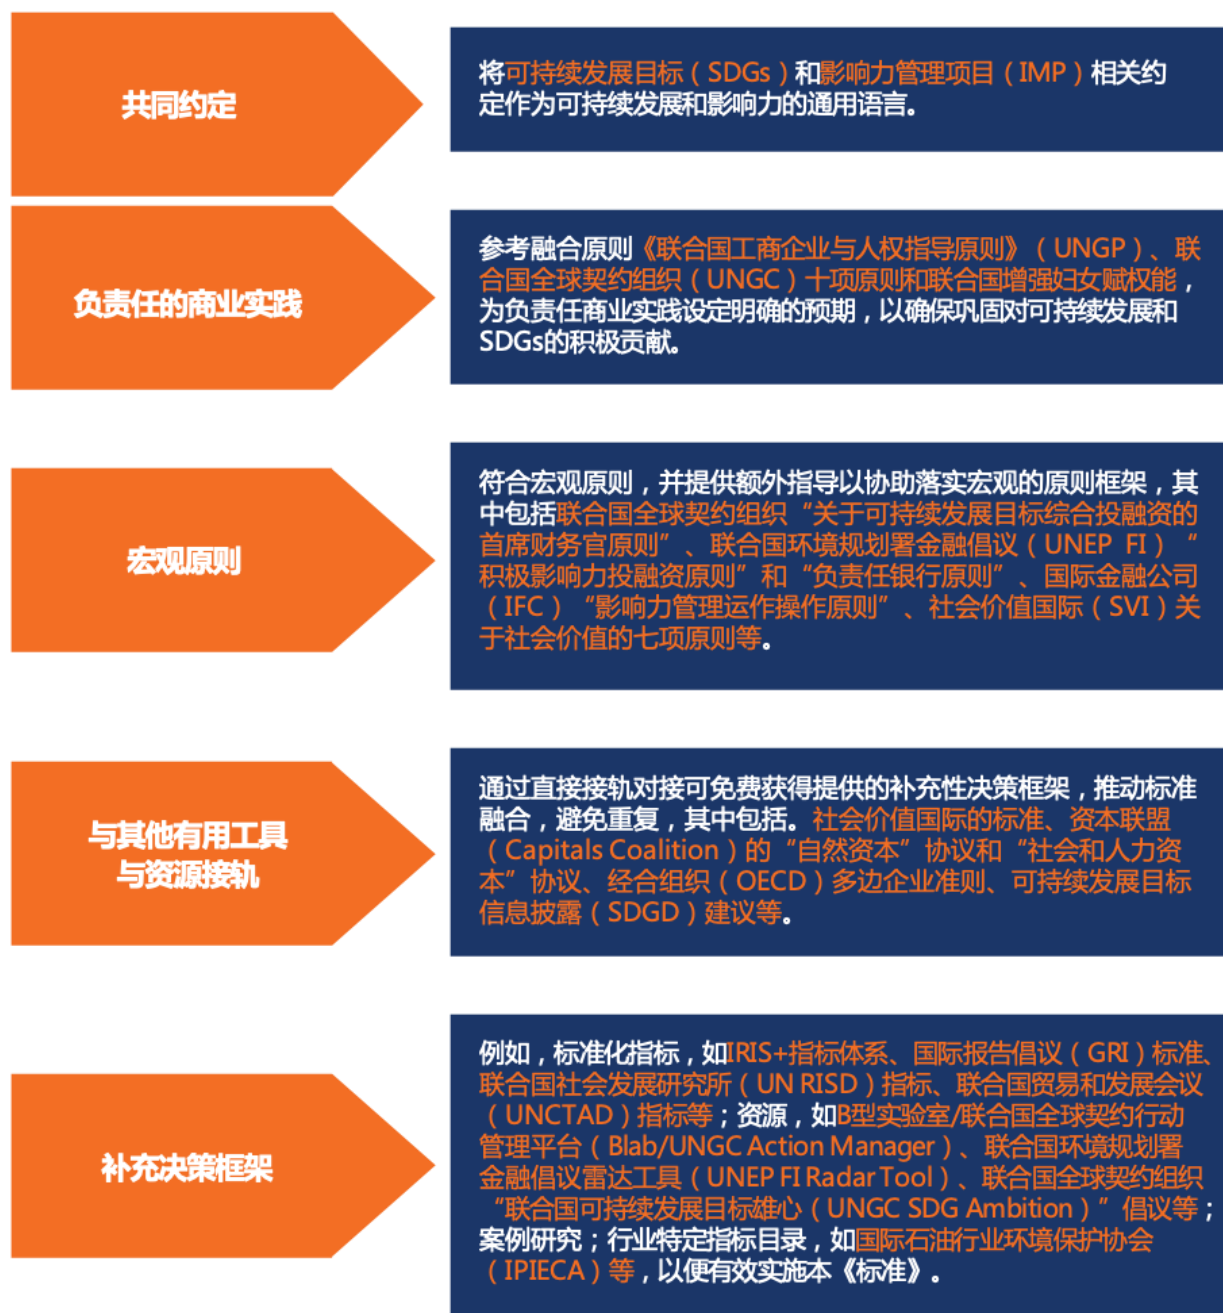 共同约定
将可持续发展目标（SDGs）和影响力管理项目（IMP）相关约
定作为可持续发展和影响力的通用语言。
负责任的商业实践
参考融合原则《联合国工商企业与人权指导原则》（UNGP）、联
合国全球契约组织（UNGC）十项原则和联合国增强妇女赋权能，
为负责任商业实践设定明确的预期，以确保巩固对可持续发展和
SDGs的积极贡献。
宏观原则
符合宏观原则，并提供额外指导以协助落实宏观的原则框架，其
中包括联合国全球契约组织“关于可持续发展目标综合投融资的
首席财务官原则”、联合国环境规划署金融倡议（UNEP FI）“
积极影响力投融资原则”和“负责任银行原则”、国际金融公司
（IFC）“影响力管理运作操作原则”、社会价值国际（SVI）关
于社会价值的七项原则等。
与其他有用工具
与资源接轨
通过直接接轨对接可免费获得提供的补充性决策框架，推动标准
融合，避免重复，其中包括。社会价值国际的标准、资本联盟
（Capitals Coalition）的“自然资本”协议和“社会和人力资
本”协议、经合组织（OECD）多边企业准则、可持续发展目标
信息披露（SDGD）建议等。
补充决策框架
例如，标准化指标，如IRIS+指标体系、国际报告倡议（GRI）标准、
联合国社会发展研究所（UN RISD）指标、联合国贸易和发展会议
（UNCTAD）指标等；资源，如B型实验室/联合国全球契约行动
管理平台（Blab/UNGC Action Manager）、联合国环境规划署
金融倡议雷达工具（UNEP FI Radar Tool）、联合国全球契约组织
“联合国可持续发展目标雄心（UNGC SDG Ambition）”倡议等；
案例研究；行业特定指标目录，如国际石油行业环境保护协会
（IPIECA）等，以便有效实施本《标准》。